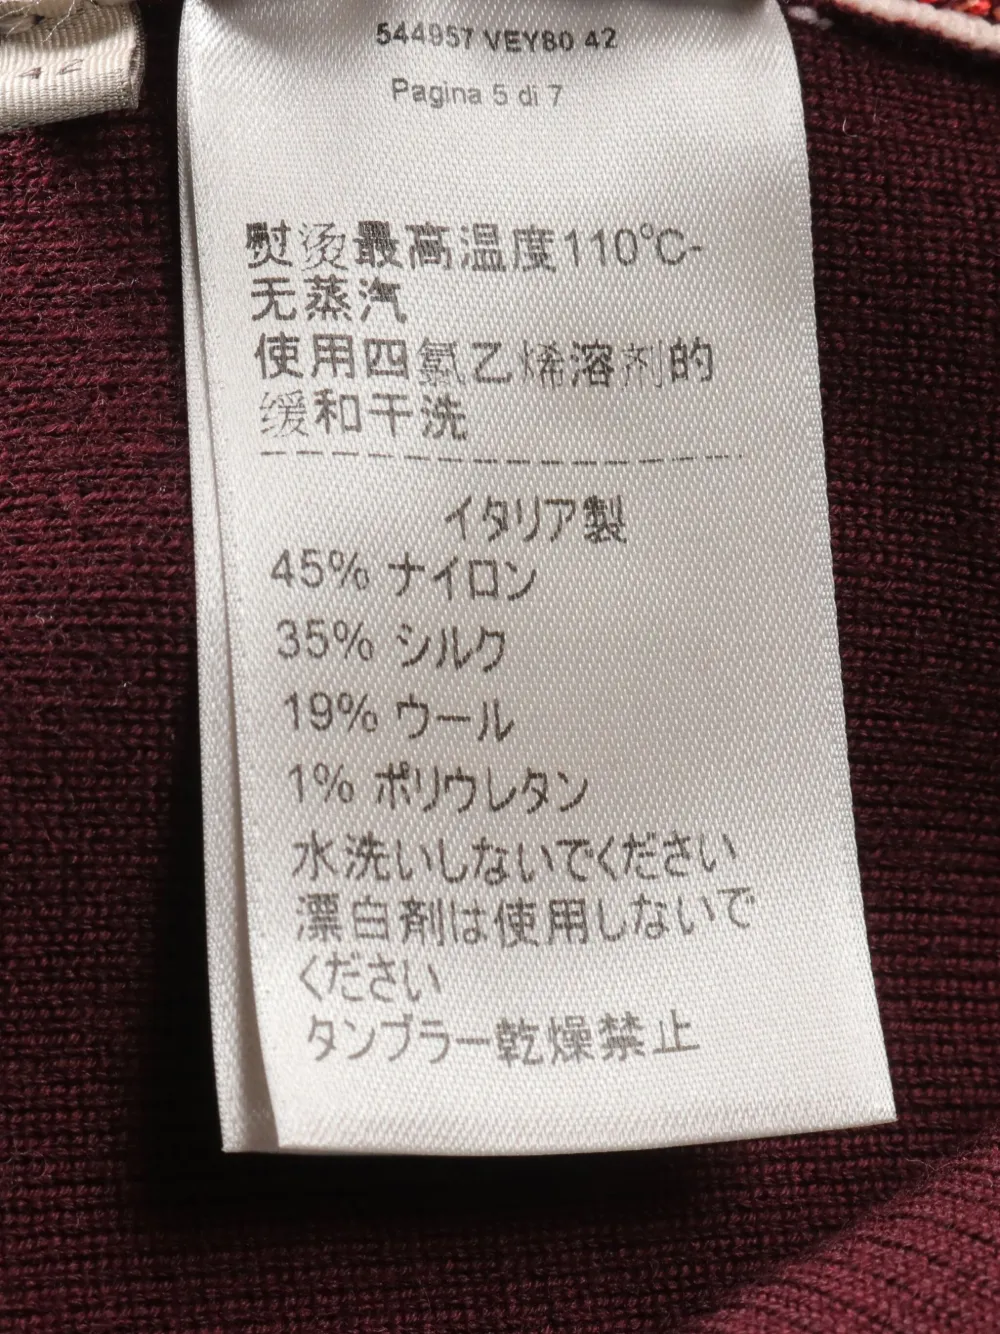 544957 VEY80 42
Pagina 5 di 7
熨烫最高温度110°C-
无蒸汽
使用四氯乙烯溶剂的
缓和干洗
イタリア製
45% ナイロン
35% シルク
19% ウール
1% ポリウレタン
水洗いしないでください
漂白剤は使用しないで
ください
タンブラー乾燥禁止